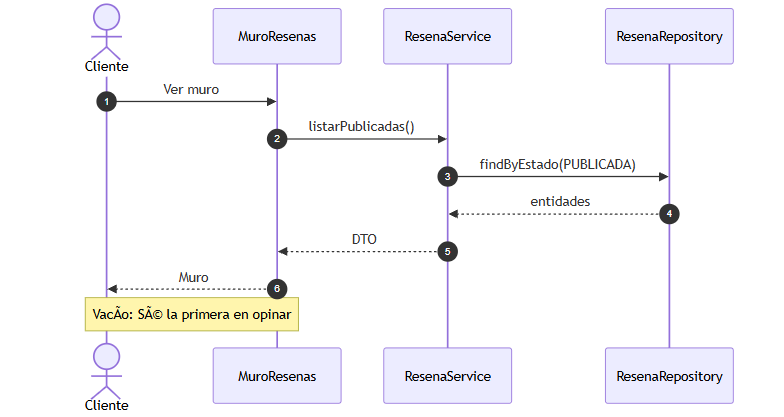 MuroResenas
ResenaService
ResenaRepository
Cliente
1
Ver muro
2
listarPublicadas()
3
findByEstado(PUBLICADA)
entidades
4
DTO
5
Muro
6
VacÃo: SÃ© la primera en opinar
MuroResenas
ResenaService
ResenaRepository
Cliente